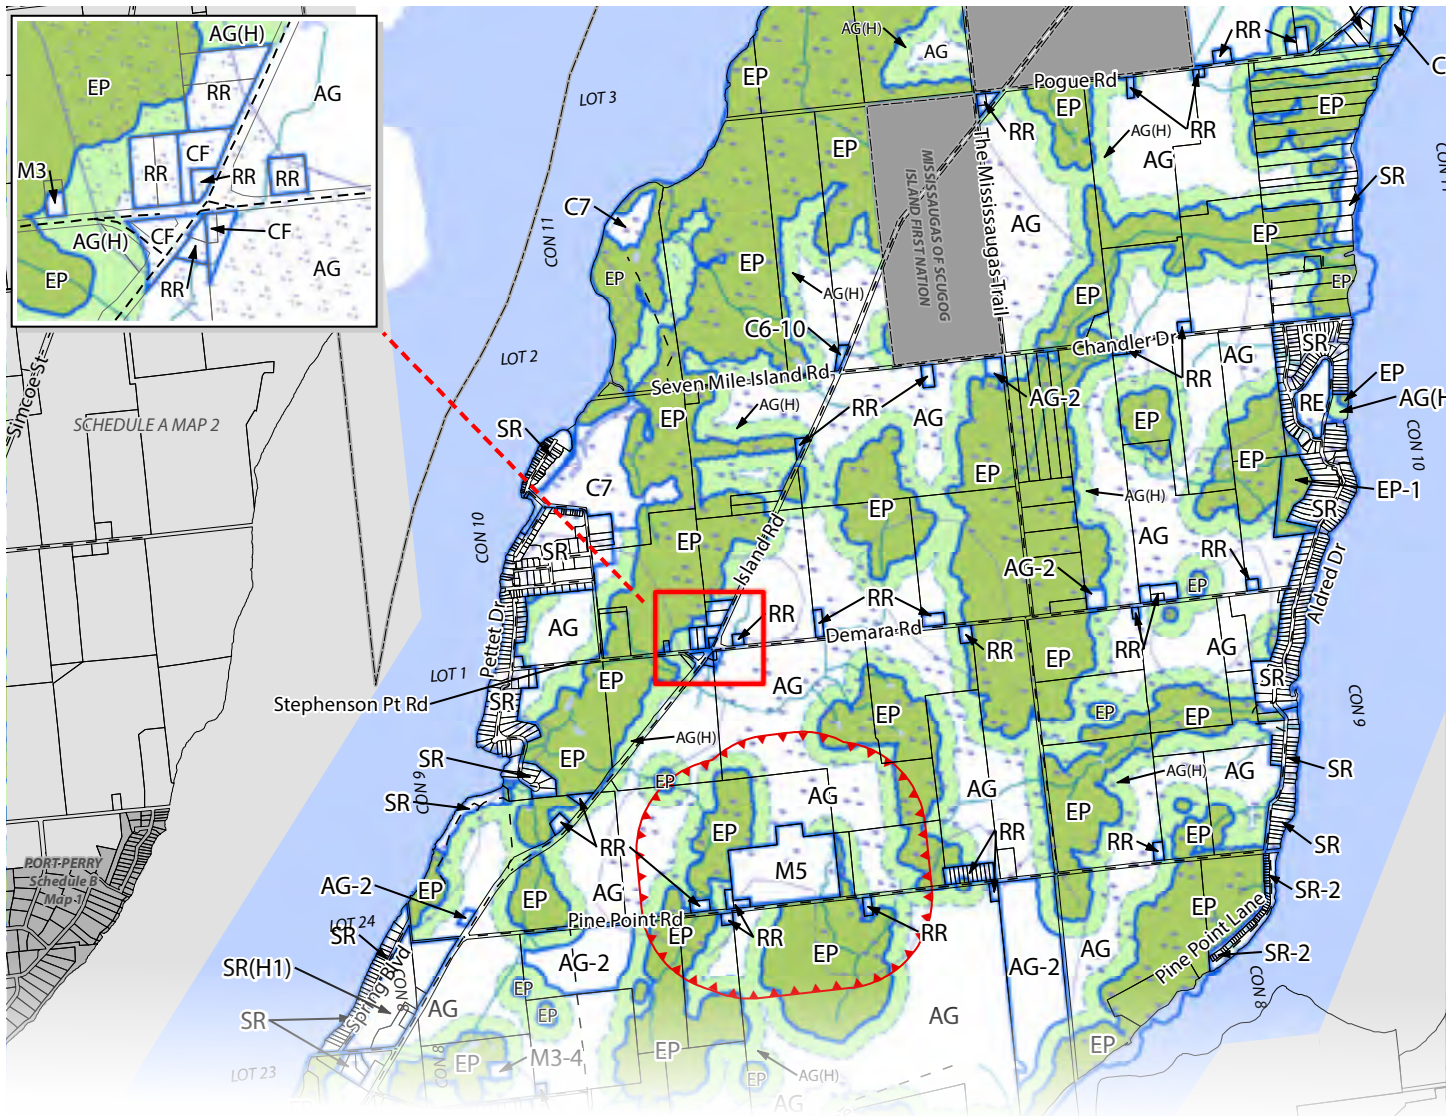 AG(H)
EP
RR
AG
CF
RR
RR
RR
M3
AG(H)
CF
CF
EP
RR
AG
LOT 3
AG(H)
AG
EP
Pogue Rd
RR
C
EP
RR
EP
AG(H)
RR
AG
EP
SR
C7
CON 11
EP
EP
AG(H)
MISSISSAUGAS OF SCUGOG
ISLAND FIRST NATION
The Mississaugas Trail
AG
EP
EP
EP
C6-10
LOT 2
Seven Mile Island Rd
Chandler Dr
AG
SR
RR
EP
RE
AG(H
Simcoe St
SCHEDULE A MAP 2
SR
EP
AG(H)
RR
AG
AG-2
EP
CON 10
C7
EP
EP
EP-1
AG(H)
SR
CON 10
SR
EP
Island Rd
EP
AG
AG-2
RR
EP
Aldred Dr
AG
Pettet Dr
RR
RR
Demara Rd
RR
EP
RR
AG
LOT 1
Stephenson Pt Rd
EP
AG
SR
SR
EP
EP
EP
CON 9
AG(H)
SR
EP
EP
AG
AG(H)
AG
SR
CON 9
SR
AG
EP
EP
RR
RR
EP
SR
PORT PERRY
Schedule B
Map 1
RR
M5
AG-2
EP
EP
AG
SR-2
LOT 24
SR
Pine Point Rd
EP
RR
RR
EP
EP
AG
Pine Point Lane
SR-2
SR(H1)
AG-2
AG-2
CON 8
CON 8
Spring Blvd
EP
AG
EP
SR
AG
EP
EP
M3-4
EP
LOT 23
CON 8
EP
AG(H)
AG